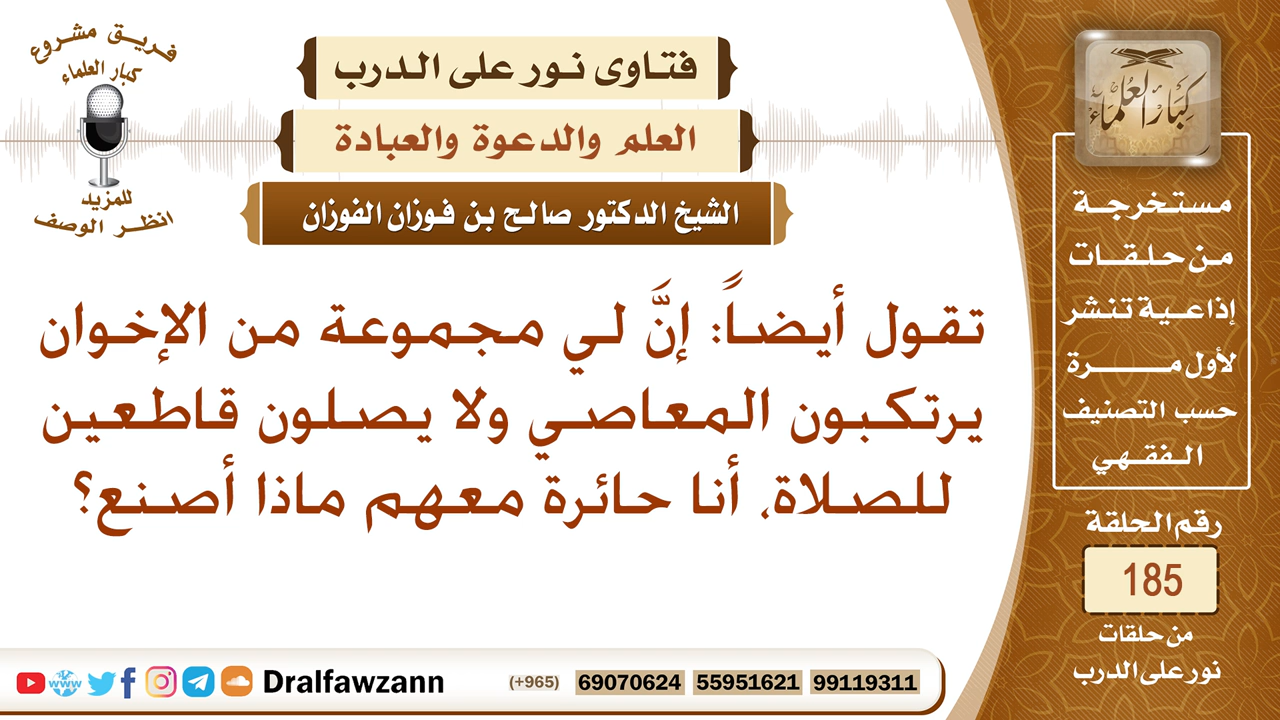 فريق مشروع
كبار العلماء
للمزيد
انظر الوصف
فتاوى نور على الدرب
العلم والدعوة والعبادة
الشيخ الدكتور صالح بن فوزان الفوزان
تقول أيضاً: إنَّ لي مجموعة من الإخوان
يرتكبون المعاصي ولا يصلون قاطعين
للصلاة، أنا حائرة معهم ماذا أصنع؟
كبار العلماء
مستخرجة
من حلقات
إذاعية تنشر
لأول مرة
حسب التصنيف
الفقهي
رقم الحلقة
185
من حلقات
نور على الدرب
www
Dralfawzann
(+965) 69070624 55951621 99119311